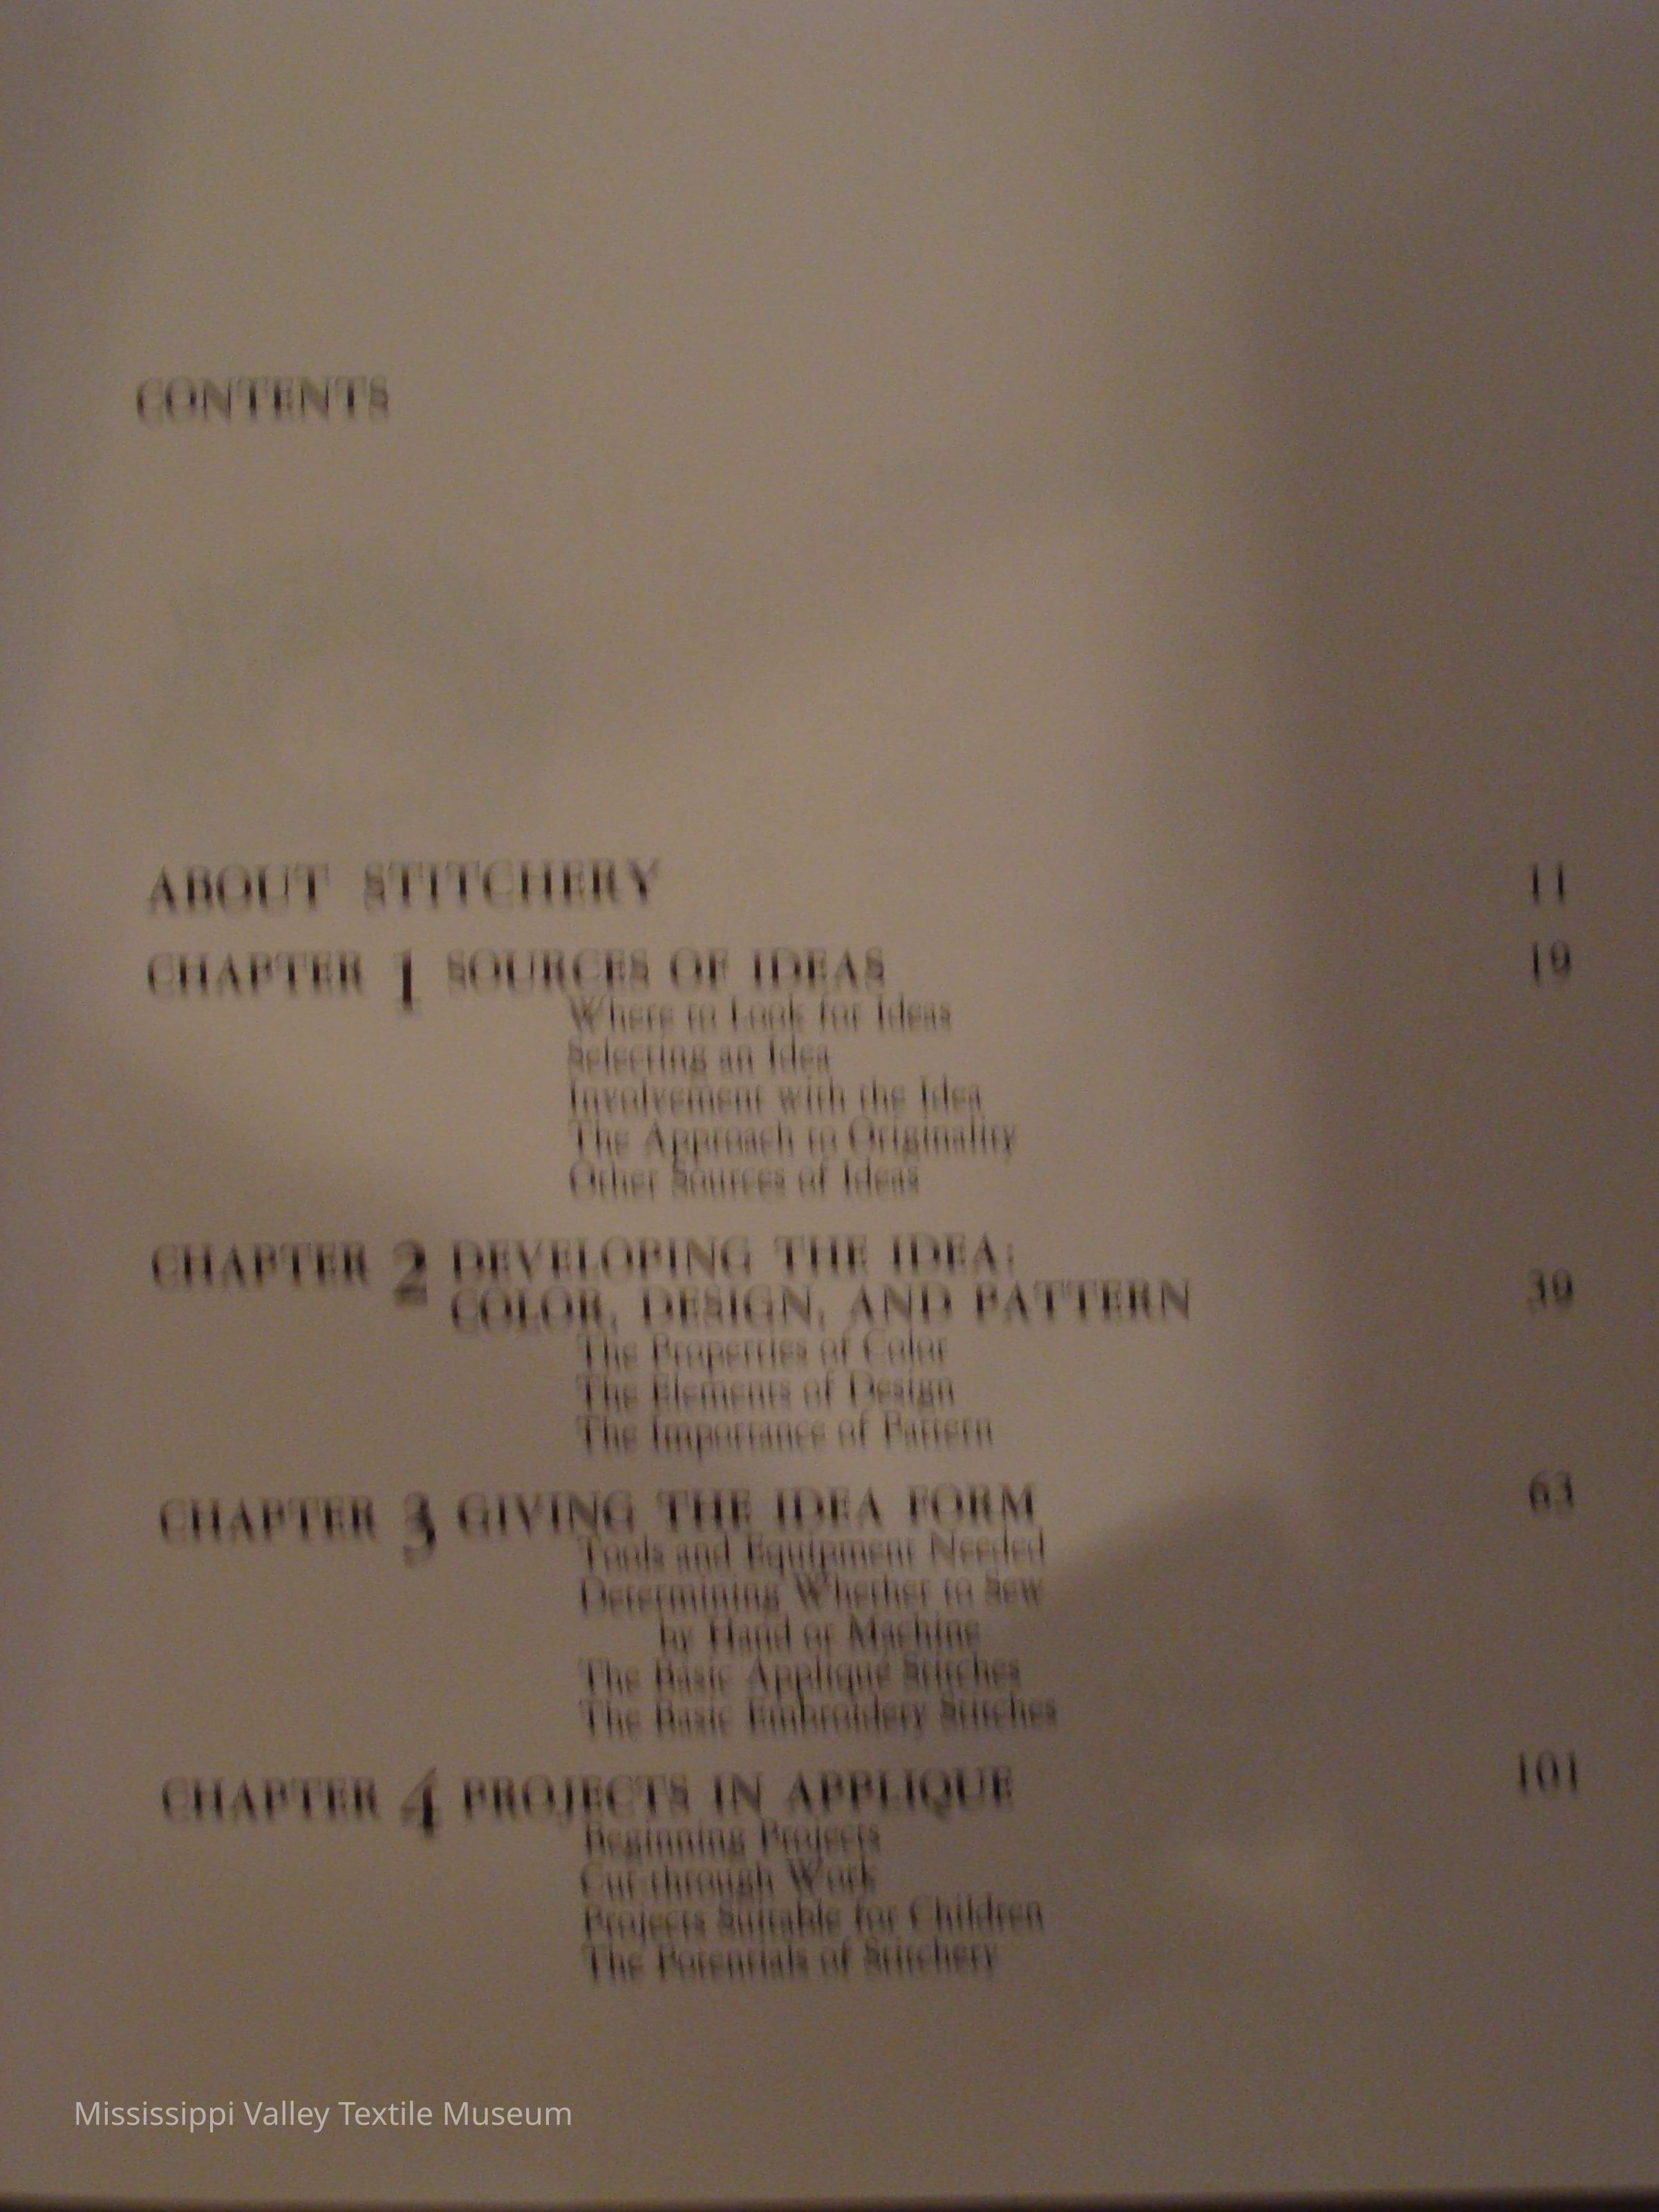 CONTENTS
ABOUT STITCHERY 11
CHAPTER 1 SOURCES OF IDEAS 19
Where to Look for Ideas
Selecting an Idea
Involvement with the Idea
The Approach to Originality
Other Sources of Ideas
CHAPTER 2 DEVELOPING THE IDEA:
COLOR, DESIGN, AND PATTERN 39
The Properties of Color
The Elements of Design
The Importance of Pattern
CHAPTER 3 GIVING THE IDEA FORM 63
Tools and Equipment Needed
Determining Whether to Sew
by Hand or Machine
The Basic Appliqué Stitches
The Basic Embroidery Stitches
CHAPTER 4 PROJECTS IN APPLIQUE 101
Beginning Projects
Cut-through Work
Projects Suitable for Children
The Potentials of Stitchery
Mississippi Valley Textile Museum